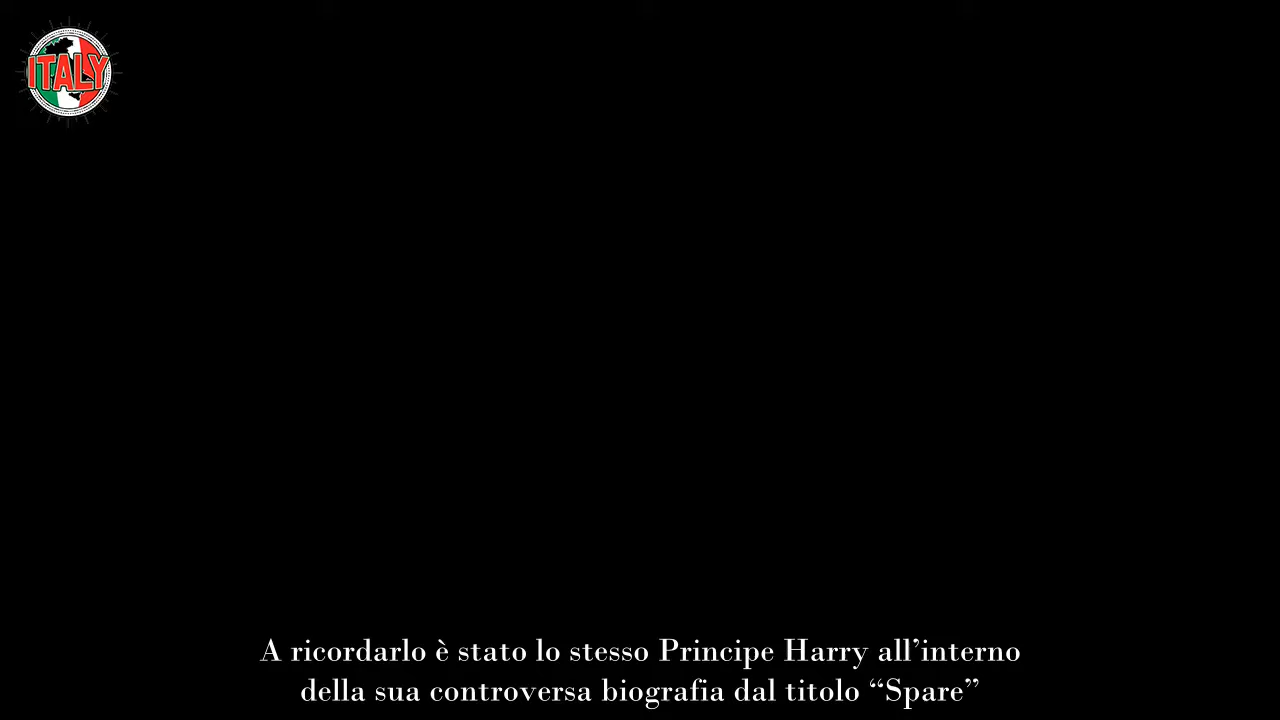 ITALY
A ricordarlo è stato lo stesso Principe Harry all’interno
della sua controversa biografia dal titolo “Spare”